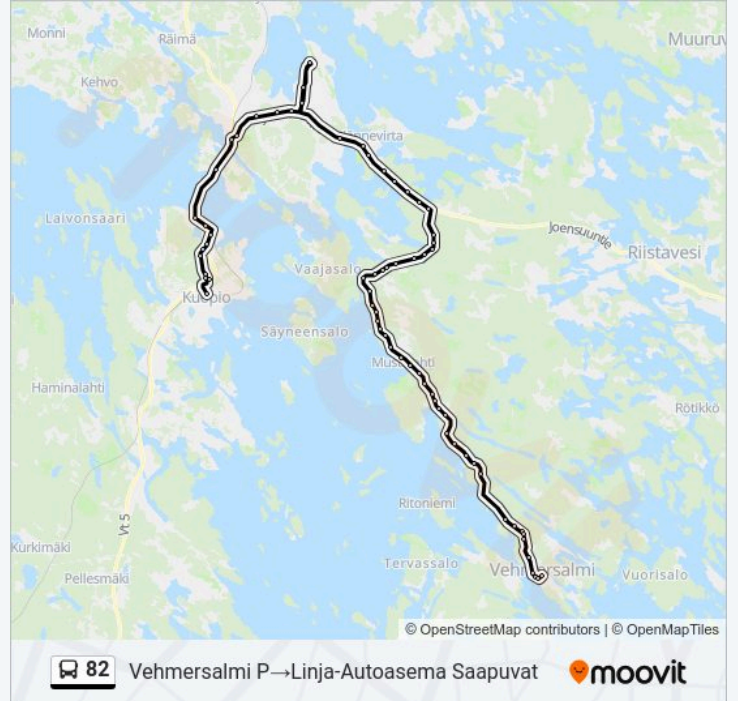 Monni
Räimä
Muuruv
Kehvo
annevirta
Laivonsaari
Joensuuntie
Riistavesi
Vaajasalo
Kuopio
Säyneensalo
Haminalahti
Rötikkö
Vt 5
Ritoniemi
Kurkimäki
Tervassalo
Vehmersalmi
Vuorisalo
Pellesmäki
© OpenStreetMap contributors | © OpenMapTiles
82 Vehmersalmi P→Linja-Autoasema Saapuvat moovit